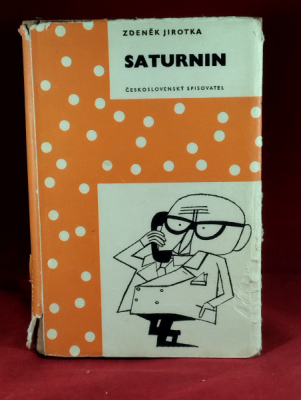 ZDENĚK JIROTKA
SATURNIN
ČESKOSLOVENSKÝ SPISOVATEL